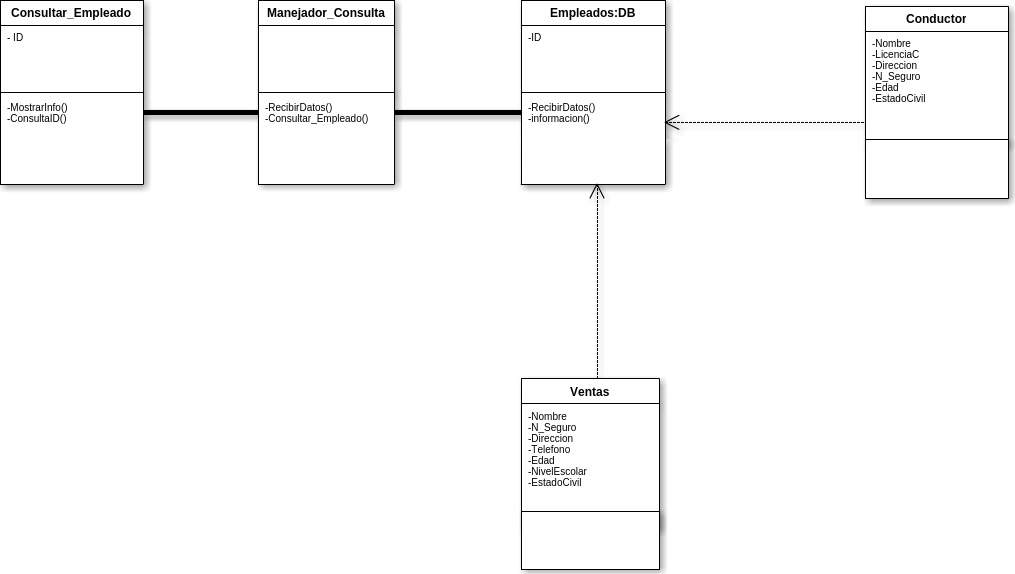 Consultar_Empleado
- ID
-MostrarInfo()
-ConsultaID()
Manejador_Consulta
-RecibirDatos()
-Consultar_Empleado()
Empleados:DB
-ID
-RecibirDatos()
-informacion()
Conductor
-Nombre
-LicenciaC
-Direccion
-N_Seguro
-Edad
-EstadoCivil
Ventas
-Nombre
-N_Seguro
-Direccion
-Telefono
-Edad
-NivelEscolar
-EstadoCivil